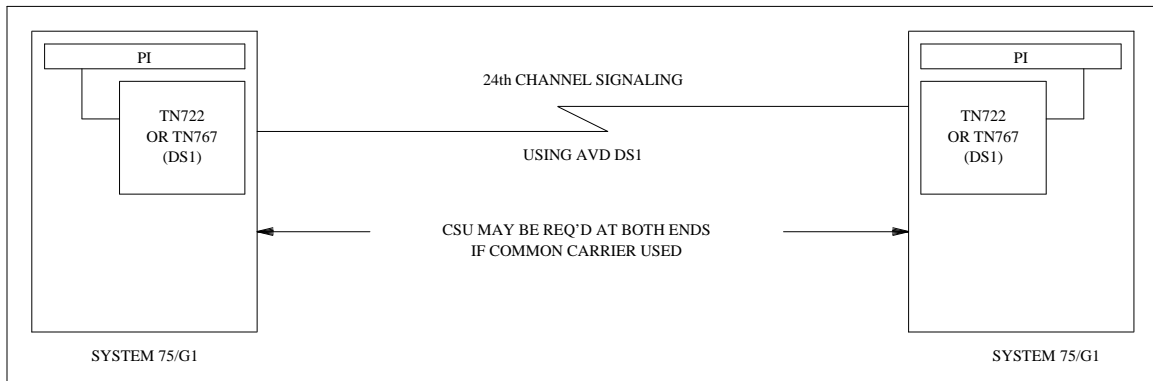 PI
TN722
OR TN767
(DS1)
24th CHANNEL SIGNALING
USING AVD DS1
PI
TN722
OR TN767
(DS1)
CSU MAY BE REQ'D AT BOTH ENDS
IF COMMON CARRIER USED
SYSTEM 75/G1
SYSTEM 75/G1